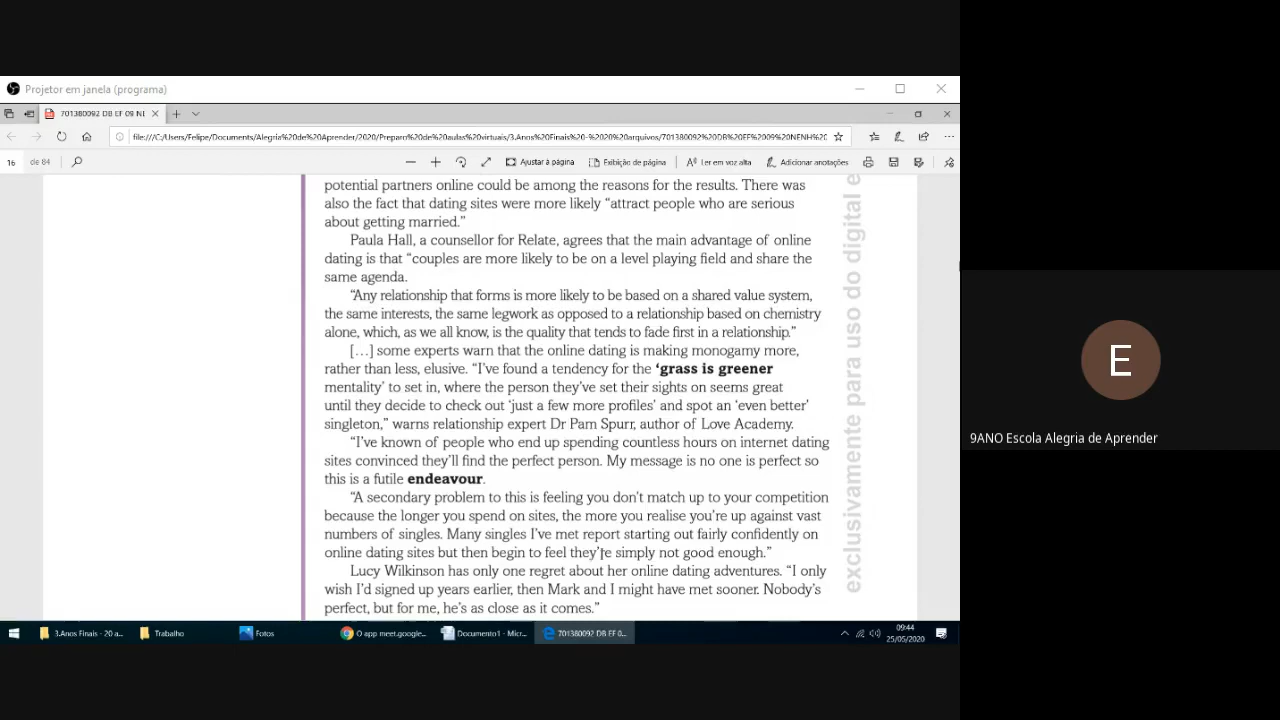 Projetor em janela (programa)
701380092 DB EF 09 NE
file:///C:/Users/Felipe/Documents/Alegria%20de%20Aprender/2020/Preparo%20de%20aulas%20virtuais/3.Anos%20Finais%20-%2020%20arquivos/701380092%20DB%20EF%2009%20NENH%2C
16 de 84
Ajustar à página
Exibição de página
Ler em voz alta
Adicionar anotações
potential partners online could be among the reasons for the results. There was
also the fact that dating sites were more likely “attract people who are serious
about getting married.”
Paula Hall, a counsellor for Relate, agrees that the main advantage of online
dating is that “couples are more likely to be on a level playing field and share the
same agenda.
“Any relationship that forms is more likely to be based on a shared value system,
the same interests, the same legwork as opposed to a relationship based on chemistry
alone, which, as we all know, is the quality that tends to fade first in a relationship.”
[…] some experts warn that the online dating is making monogamy more,
rather than less, elusive. “I’ve found a tendency for the ‘grass is greener
mentality’ to set in, where the person they’ve set their sights on seems great
until they decide to check out ‘just a few more profiles’ and spot an ‘even better’
singleton,” warns relationship expert Dr Pam Spurr, author of Love Academy.
“I’ve known of people who end up spending countless hours on internet dating
sites convinced they’ll find the perfect person. My message is no one is perfect so
this is a futile endeavour.
“A secondary problem to this is feeling you don’t match up to your competition
because the longer you spend on sites, the more you realise you’re up against vast
numbers of singles. Many singles I’ve met report starting out fairly confidently on
online dating sites but then begin to feel they’re simply not good enough.”
Lucy Wilkinson has only one regret about her online dating adventures. “I only
wish I’d signed up years earlier, then Mark and I might have met sooner. Nobody’s
perfect, but for me, he’s as close as it comes.”
exclusivamente para uso do digital e
E
9ANO Escola Alegria de Aprender
3.Anos Finais - 20 a...
Trabalho
Fotos
O app meet.google...
Documento1 - Micr...
701380092 DB EF 0...
09:44
25/05/2020